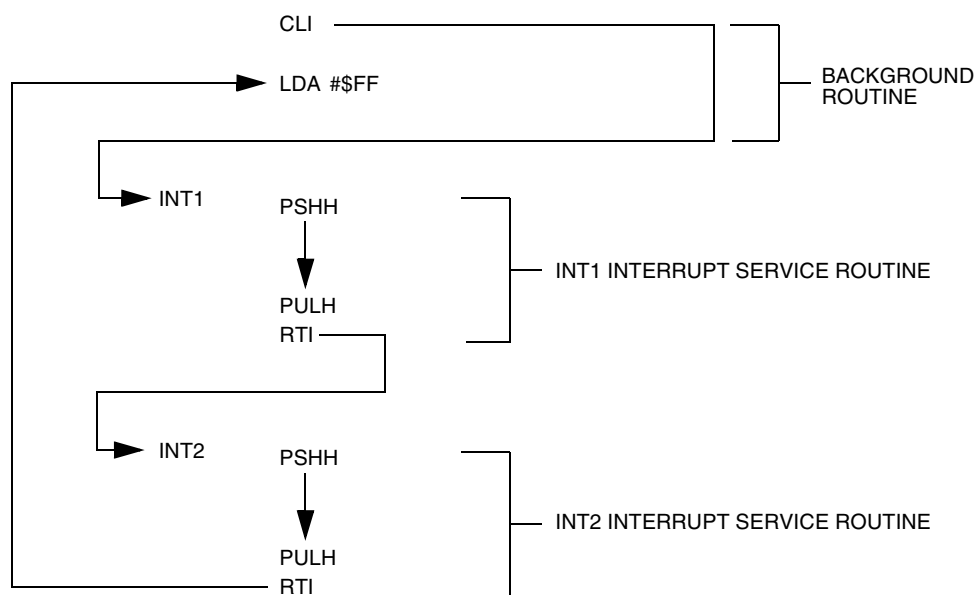 CLI
LDA #$FF
BACKGROUND
ROUTINE
INT1
PSHH
INT1 INTERRUPT SERVICE ROUTINE
PULH
RTI
INT2
PSHH
INT2 INTERRUPT SERVICE ROUTINE
PULH
RTI